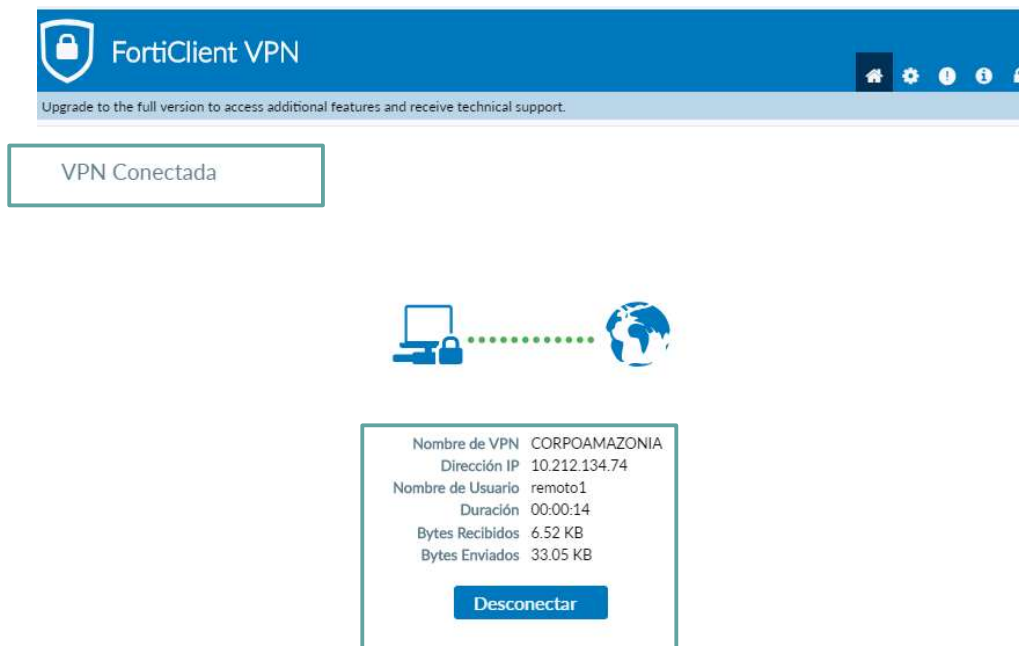 FortiClient VPN
Upgrade to the full version to access additional features and receive technical support.
VPN Conectada
Nombre de VPN CORPOAMAZONIA
Dirección IP 10.212.134.74
Nombre de Usuario remoto1
Duración 00:00:14
Bytes Recibidos 6.52 KB
Bytes Enviados 33.05 KB
Desconectar